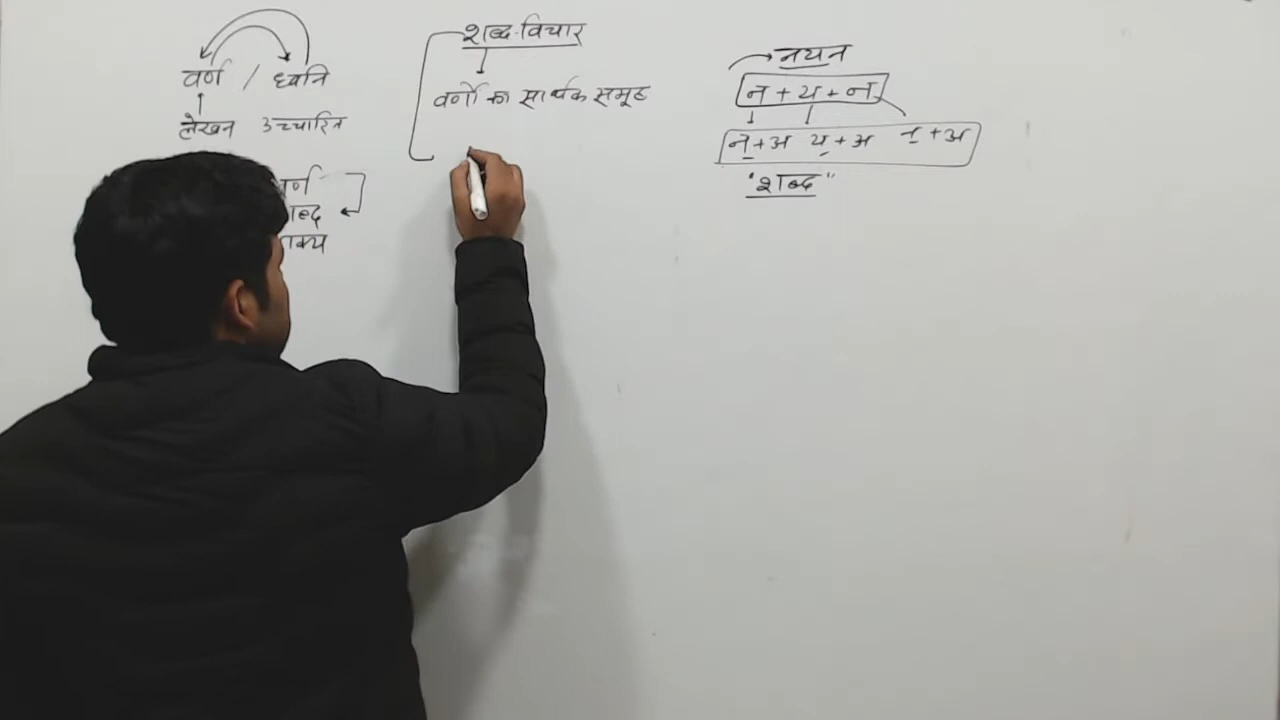 वर्ण / ध्वनि
लेखन उच्चारित
शब्द-विचार
वर्णों का सार्थक समूह
नयन
न + य + न
न्+अ य्+अ न्+अ
"शब्द"